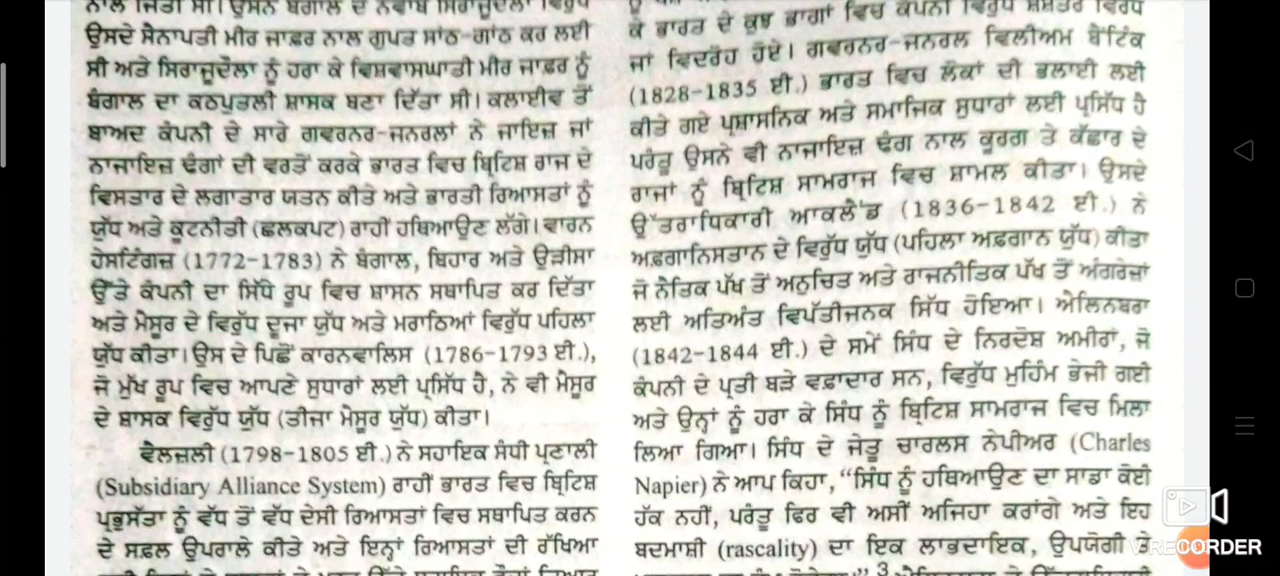 ਨਾਲ ਜਿੱਤੀ ਸੀ। ਉਸਨੇ ਬੰਗਾਲ ਦੇ ਨਵਾਬ ਸਿਰਾਜੂਦੌਲਾ ਵਿਰੁੱਧ
ਉਸਦੇ ਸੈਨਾਪਤੀ ਮੀਰ ਜਾਫ਼ਰ ਨਾਲ ਗੁਪਤ ਸਾਂਠ-ਗਾਂਠ ਕਰ ਲਈ
ਸੀ ਅਤੇ ਸਿਰਾਜੂਦੌਲਾ ਨੂੰ ਹਰਾ ਕੇ ਵਿਸ਼ਵਾਸਘਾਤੀ ਮੀਰ ਜਾਫ਼ਰ ਨੂੰ
ਬੰਗਾਲ ਦਾ ਕਠਪੁਤਲੀ ਸ਼ਾਸਕ ਬਣਾ ਦਿੱਤਾ ਸੀ। ਕਲਾਈਵ ਤੋਂ
ਬਾਅਦ ਕੰਪਨੀ ਦੇ ਸਾਰੇ ਗਵਰਨਰ-ਜਨਰਲਾਂ ਨੇ ਜਾਇਜ਼ ਜਾਂ
ਨਾਜਾਇਜ਼ ਢੰਗਾਂ ਦੀ ਵਰਤੋਂ ਕਰਕੇ ਭਾਰਤ ਵਿਚ ਬ੍ਰਿਟਿਸ਼ ਰਾਜ ਦੇ
ਵਿਸਤਾਰ ਦੇ ਲਗਾਤਾਰ ਯਤਨ ਕੀਤੇ ਅਤੇ ਭਾਰਤੀ ਰਿਆਸਤਾਂ ਨੂੰ
ਯੁੱਧ ਅਤੇ ਕੂਟਨੀਤੀ (ਛਲਕਪਟ) ਰਾਹੀਂ ਹਥਿਆਉਣ ਲੱਗੇ। ਵਾਰਨ
ਹੇਸਟਿੰਗਜ਼ (1772-1783) ਨੇ ਬੰਗਾਲ, ਬਿਹਾਰ ਅਤੇ ਉੜੀਸਾ
ਉੱਤੇ ਕੰਪਨੀ ਦਾ ਸਿੱਧੇ ਰੂਪ ਵਿਚ ਸ਼ਾਸਨ ਸਥਾਪਿਤ ਕਰ ਦਿੱਤਾ
ਅਤੇ ਮੈਸੂਰ ਦੇ ਵਿਰੁੱਧ ਦੂਜਾ ਯੁੱਧ ਅਤੇ ਮਰਾਠਿਆਂ ਵਿਰੁੱਧ ਪਹਿਲਾ
ਯੁੱਧ ਕੀਤਾ। ਉਸ ਦੇ ਪਿਛੋਂ ਕਾਰਨਵਾਲਿਸ (1786-1793 ਈ.),
ਜੋ ਮੁੱਖ ਰੂਪ ਵਿਚ ਆਪਣੇ ਸੁਧਾਰਾਂ ਲਈ ਪ੍ਰਸਿੱਧ ਹੈ, ਨੇ ਵੀ ਮੈਸੂਰ
ਦੇ ਸ਼ਾਸਕ ਵਿਰੁੱਧ ਯੁੱਧ (ਤੀਜਾ ਮੈਸੂਰ ਯੁੱਧ) ਕੀਤਾ।
ਵੈਲਜ਼ਲੀ (1798-1805 ਈ.) ਨੇ ਸਹਾਇਕ ਸੰਧੀ ਪ੍ਰਣਾਲੀ
(Subsidiary Alliance System) ਰਾਹੀਂ ਭਾਰਤ ਵਿਚ ਬ੍ਰਿਟਿਸ਼
ਪ੍ਰਭੂਸੱਤਾ ਨੂੰ ਵੱਧ ਤੋਂ ਵੱਧ ਦੇਸੀ ਰਿਆਸਤਾਂ ਵਿਚ ਸਥਾਪਿਤ ਕਰਨ
ਦੇ ਸਫ਼ਲ ਉਪਰਾਲੇ ਕੀਤੇ ਅਤੇ ਇਨ੍ਹਾਂ ਰਿਆਸਤਾਂ ਦੀ ਰੱਖਿਆ
ਕੇ ਭਾਰਤ ਦੇ ਕੁਝ ਭਾਗਾਂ ਵਿਚ ਕੰਪਨੀ ਵਿਰੁੱਧ ਸ਼ਸਤਰ ਵਿਰੋਧ
ਜਾਂ ਵਿਦਰੋਹ ਹੋਏ। ਗਵਰਨਰ-ਜਨਰਲ ਵਿਲੀਅਮ ਬੈਂਟਿੰਕ
(1828-1835 ਈ.) ਭਾਰਤ ਵਿਚ ਲੋਕਾਂ ਦੀ ਭਲਾਈ ਲਈ
ਕੀਤੇ ਗਏ ਪ੍ਰਸ਼ਾਸਨਿਕ ਅਤੇ ਸਮਾਜਿਕ ਸੁਧਾਰਾਂ ਲਈ ਪ੍ਰਸਿੱਧ ਹੈ
ਪਰੰਤੂ ਉਸਨੇ ਵੀ ਨਾਜਾਇਜ਼ ਢੰਗ ਨਾਲ ਕੂਰਗ ਤੇ ਕੱਛਾਰ ਦੇ
ਰਾਜਾਂ ਨੂੰ ਬ੍ਰਿਟਿਸ਼ ਸਾਮਰਾਜ ਵਿਚ ਸ਼ਾਮਲ ਕੀਤਾ। ਉਸਦੇ
ਉੱਤਰਾਧਿਕਾਰੀ ਆਕਲੈਂਡ (1836-1842 ਈ.) ਨੇ
ਅਫ਼ਗਾਨਿਸਤਾਨ ਦੇ ਵਿਰੁੱਧ ਯੁੱਧ (ਪਹਿਲਾ ਅਫ਼ਗਾਨ ਯੁੱਧ) ਕੀਤਾ
ਜੋ ਨੈਤਿਕ ਪੱਖ ਤੋਂ ਅਨੁਚਿਤ ਅਤੇ ਰਾਜਨੀਤਿਕ ਪੱਖ ਤੋਂ ਅੰਗਰੇਜ਼ਾਂ
ਲਈ ਅਤਿਅੰਤ ਵਿਪੱਤੀਜਨਕ ਸਿੱਧ ਹੋਇਆ। ਐਲਿਨਬਰਾ
(1842-1844 ਈ.) ਦੇ ਸਮੇਂ ਸਿੰਧ ਦੇ ਨਿਰਦੋਸ਼ ਅਮੀਰਾਂ, ਜੋ
ਕੰਪਨੀ ਦੇ ਪ੍ਰਤੀ ਬੜੇ ਵਫ਼ਾਦਾਰ ਸਨ, ਵਿਰੁੱਧ ਮੁਹਿੰਮ ਭੇਜੀ ਗਈ
ਅਤੇ ਉਨ੍ਹਾਂ ਨੂੰ ਹਰਾ ਕੇ ਸਿੰਧ ਨੂੰ ਬ੍ਰਿਟਿਸ਼ ਸਾਮਰਾਜ ਵਿਚ ਮਿਲਾ
ਲਿਆ ਗਿਆ। ਸਿੰਧ ਦੇ ਜੇਤੂ ਚਾਰਲਸ ਨੇਪੀਅਰ (Charles
Napier) ਨੇ ਆਪ ਕਿਹਾ, “ਸਿੰਧ ਨੂੰ ਹਥਿਆਉਣ ਦਾ ਸਾਡਾ ਕੋਈ
ਹੱਕ ਨਹੀਂ, ਪਰੰਤੂ ਫਿਰ ਵੀ ਅਸੀਂ ਅਜਿਹਾ ਕਰਾਂਗੇ ਅਤੇ ਇਹ
ਬਦਮਾਸ਼ੀ (rascality) ਦਾ ਇਕ ਲਾਭਦਾਇਕ, ਉਪਯੋਗੀ ਤੇ
RECORDER